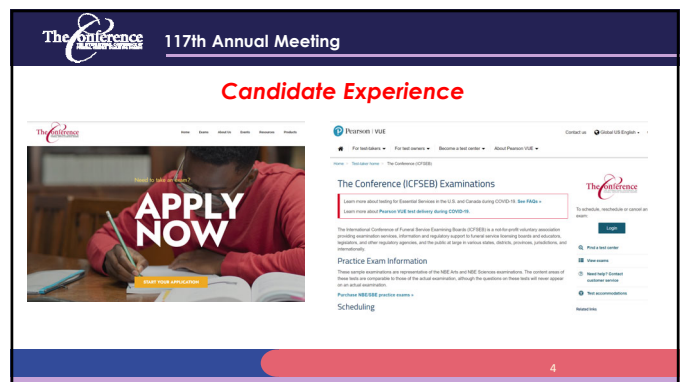 The Conference
117th Annual Meeting
Candidate Experience
The Conference
Home Exams About Us Events Resources Products
Need to take an exam?
APPLY
NOW
START YOUR APPLICATION
Pearson | VUE
Contact us Global US English
For test-takers For test owners Become a test center About Pearson VUE
Home Test-taker home The Conference (ICFSEB)
The Conference (ICFSEB) Examinations
Learn more about testing for Essential Services in the U.S. and Canada during COVID-19. See FAQs »
Learn more about Pearson VUE test delivery during COVID-19.
The International Conference of Funeral Service Examining Boards (ICFSEB) is a not-for-profit voluntary association
providing examination services, information and regulatory support to funeral service licensing boards and educators,
legislators, and other regulatory agencies, and the public at large in various states, districts, provinces, jurisdictions, and
internationally.
Practice Exam Information
These sample examinations are representative of the NBE Arts and NBE Sciences examinations. The content areas of
these tests are comparable to those of the actual examination, although the questions on these tests will never appear
on an actual examination.
Purchase NBE/SBE practice exams »
Scheduling
The Conference
To schedule, reschedule or cancel an
exam:
Login
Find a test center
View exams
Need help? Contact
customer service
Test accommodations
Related links
4